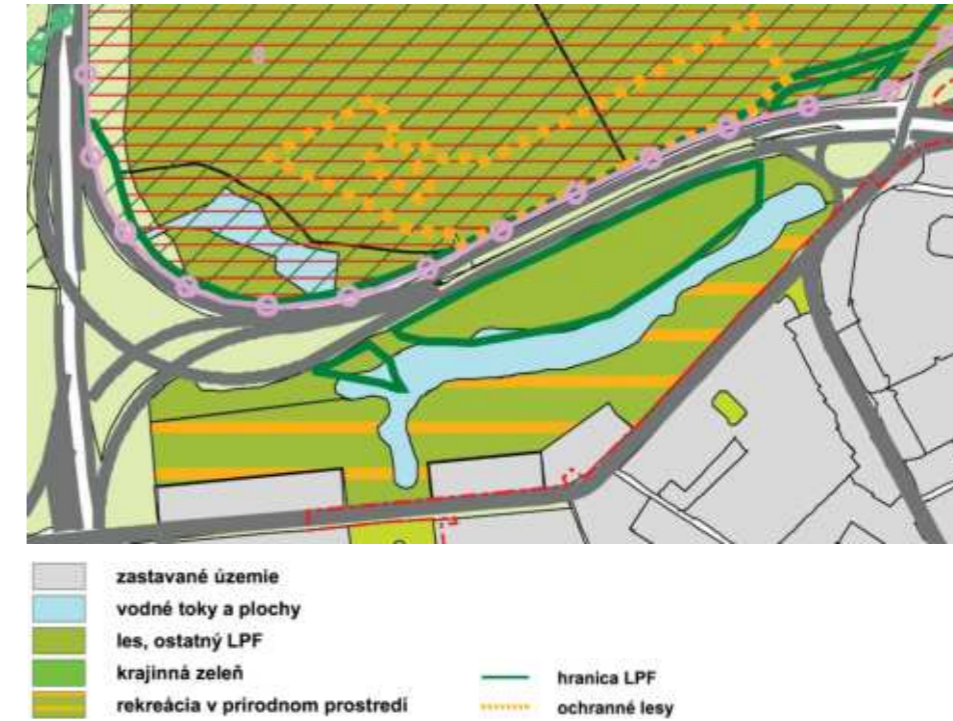 zastavané územie
vodné toky a plochy
les, ostatný LPF
krajinná zeleň
rekreácia v prírodnom prostredí
hranica LPF
ochranné lesy